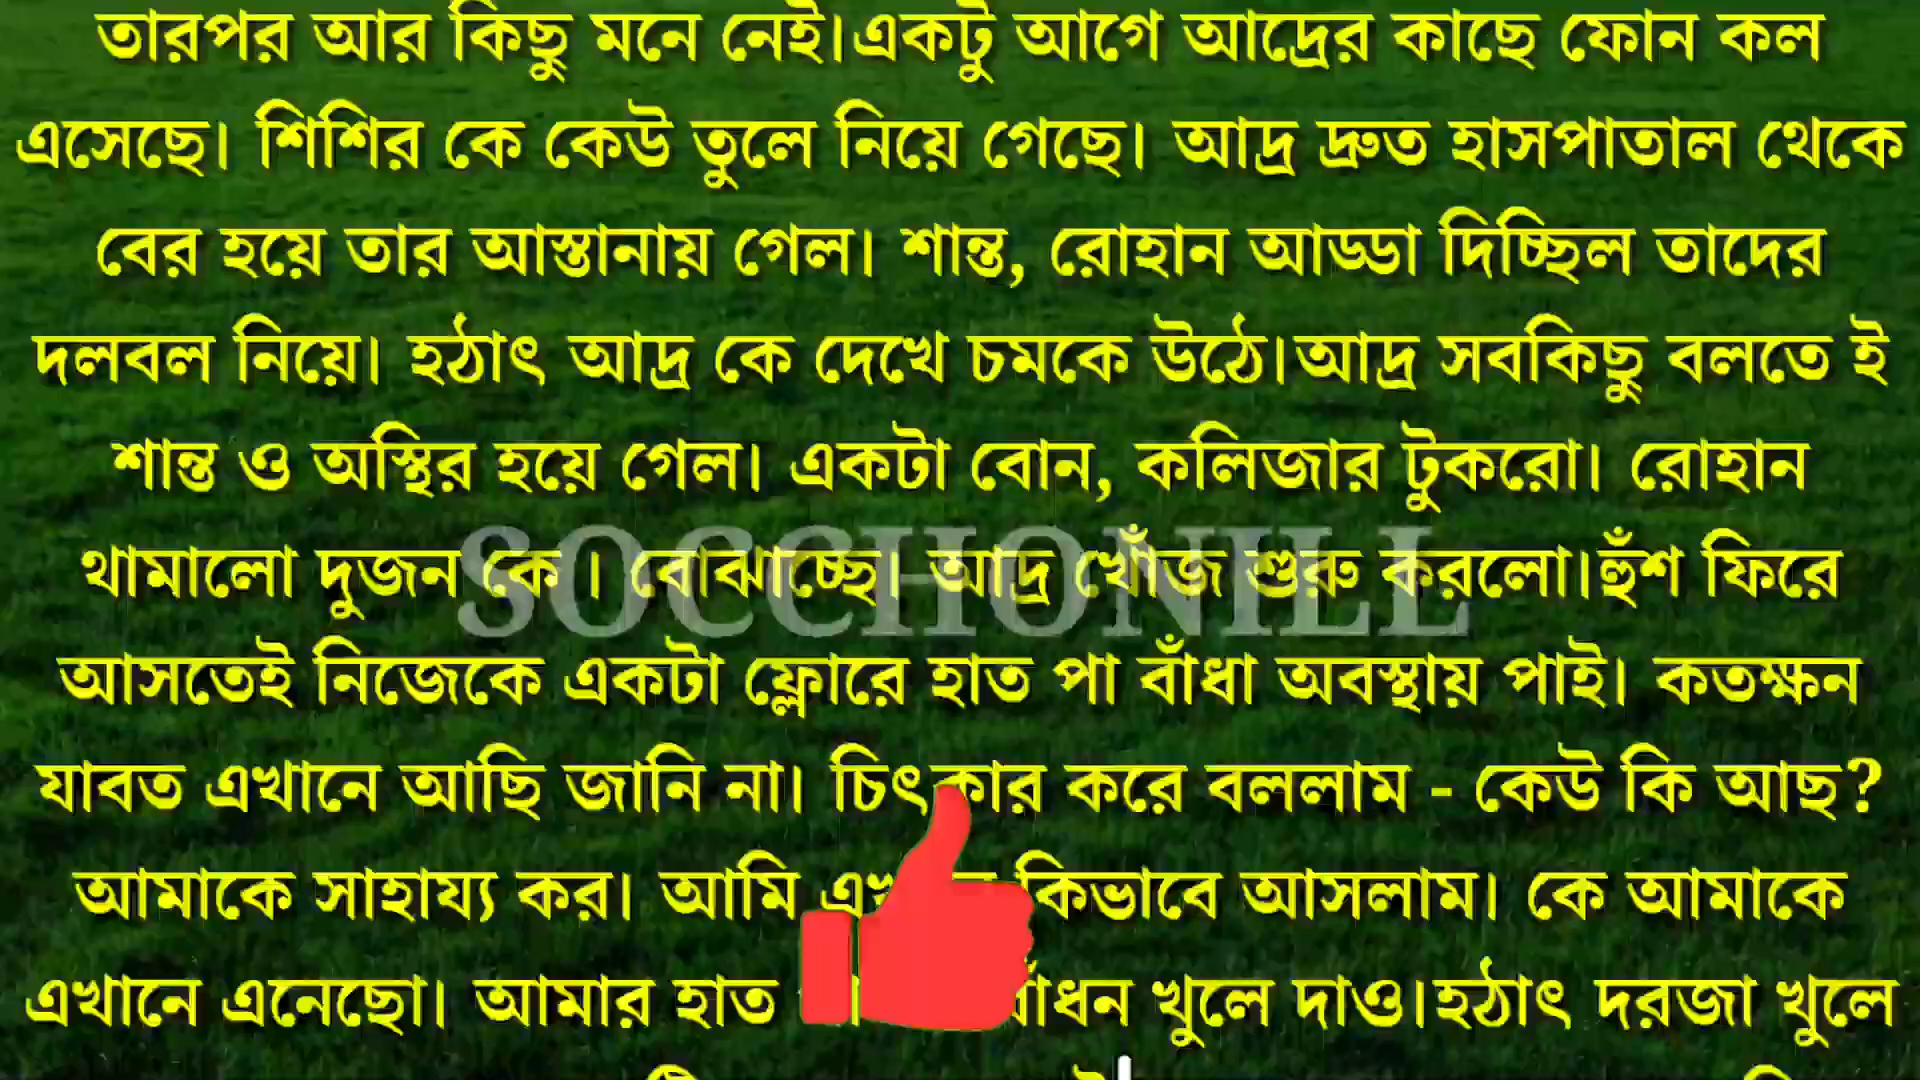 তারপর আর কিছু মনে নেই।একটু আগে আদ্রের কাছে ফোন কল
এসেছে। শিশির কে কেউ তুলে নিয়ে গেছে। আদ্র দ্রুত হাসপাতাল থেকে
বের হয়ে তার আস্তানায় গেল। শান্ত, রোহান আড্ডা দিচ্ছিল তাদের
দলবল নিয়ে। হঠাৎ আদ্র কে দেখে চমকে উঠে।আদ্র সবকিছু বলতে ই
শান্ত ও অস্থির হয়ে গেল। একটা বোন, কলিজার টুকরো। রোহান
থামালো দুজন কে। বোঝাচ্ছে। আদ্র খোঁজ শুরু করলো।হুঁশ ফিরে
SOCCHONILL
আসতেই নিজেকে একটা ফ্লোরে হাত পা বাঁধা অবস্থায় পাই। কতক্ষন
যাবত এখানে আছি জানি না। চিৎকার করে বললাম - কেউ কি আছ?
আমাকে সাহায্য কর। আমি কিভাবে আসলাম। কে আমাকে
এখানে এনেছো। আমার হাত খুলে দাও।হঠাৎ দরজা খুলে